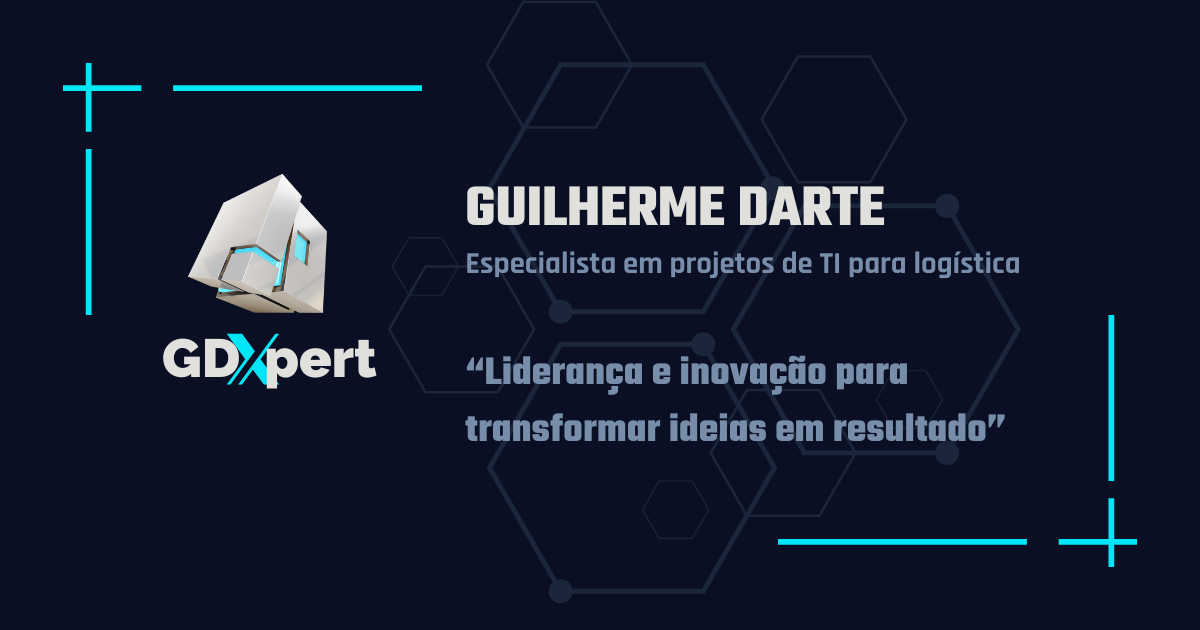 GUILHERME DARTE
Especialista em projetos de TI para logística
GDXpert
“Liderança e inovação para
transformar ideias em resultado”